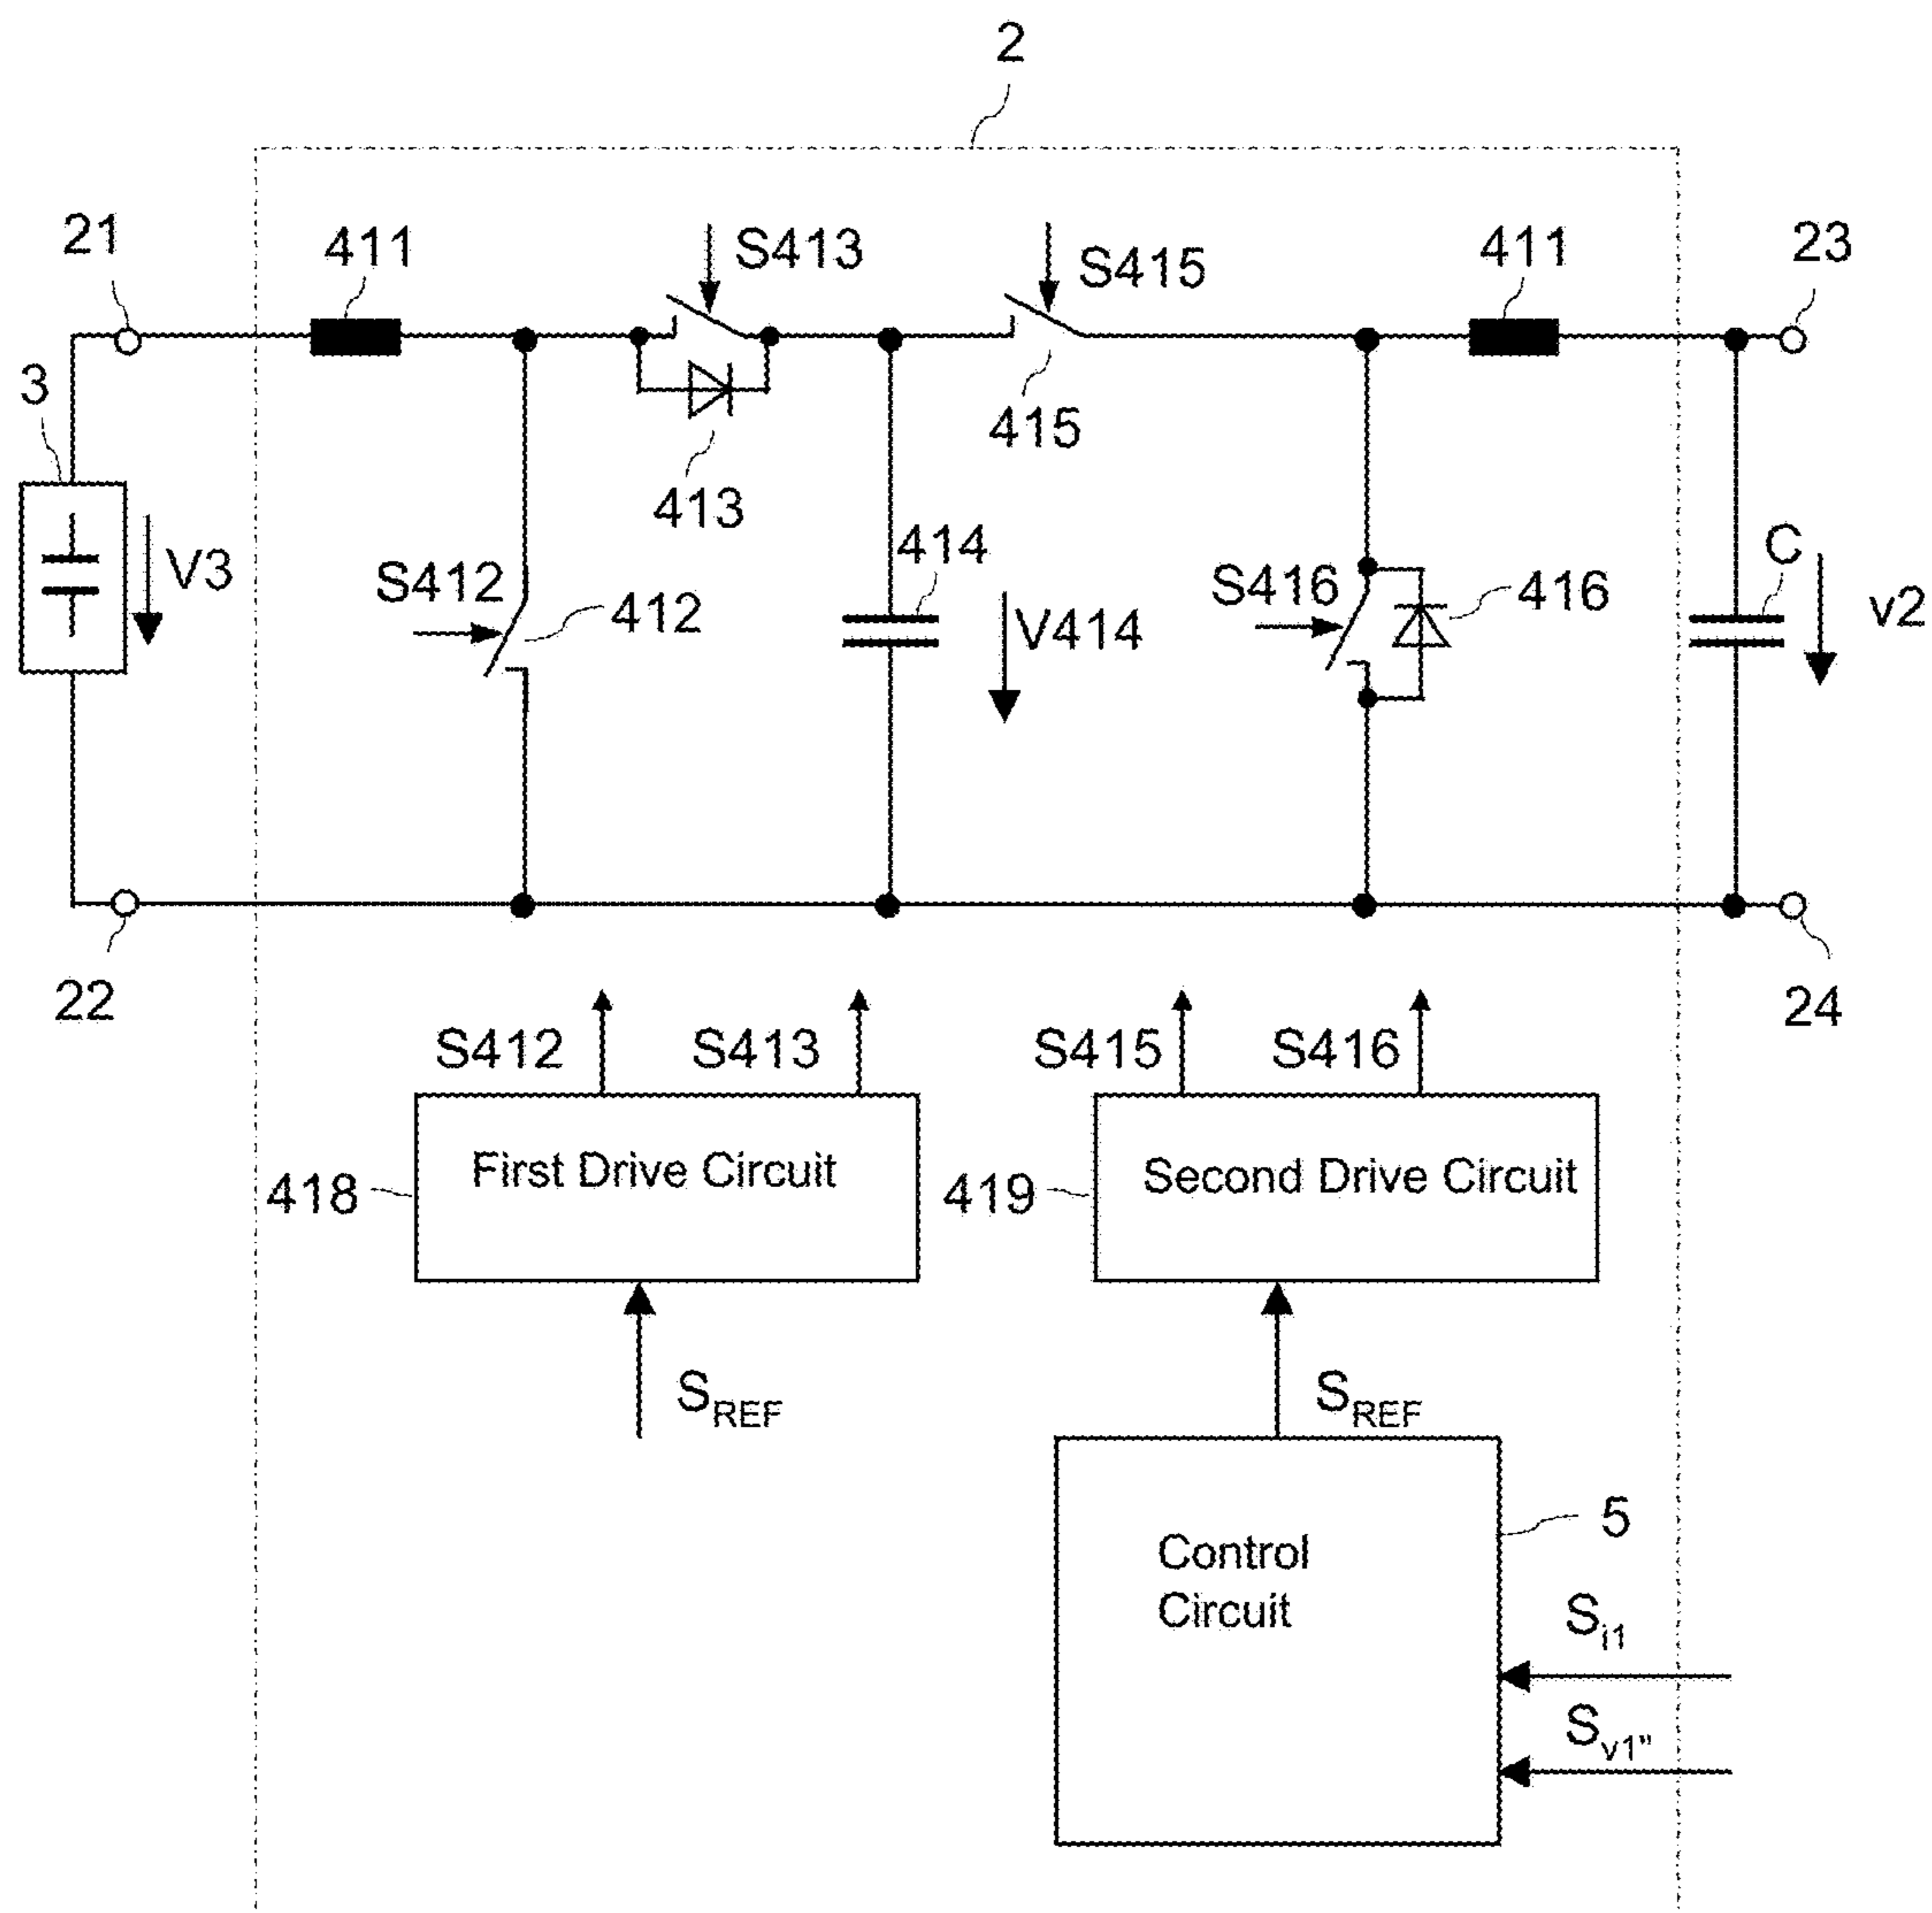 2
21
411
S413
S415
411
23
3
V3
413
415
S412
412
414
V414
S416
416
C
v2
22
24
S412
S413
S415
S416
418
First Drive Circuit
419
Second Drive Circuit
SREF
SREF
Control
Circuit
5
Si1
Sv1"